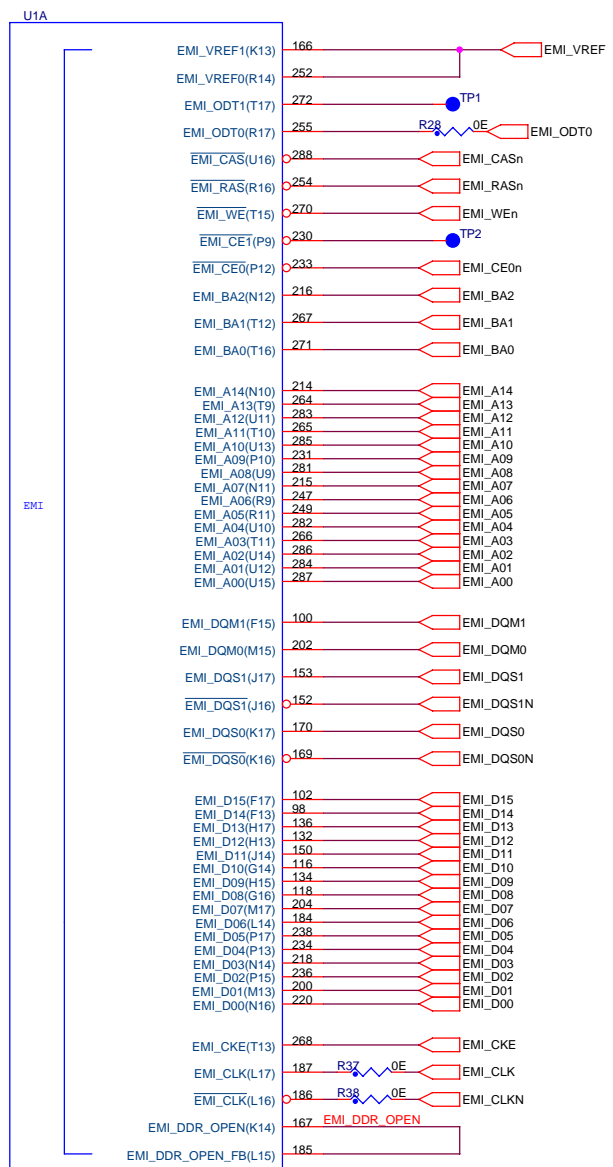 U1A
EMI_VREF1(K13) 166 EMI_VREF
EMI_VREF0(R14) 252
EMI_ODT1(T17) 272 TP1
EMI_ODT0(R17) 255 R28 0E EMI_ODT0
EMI_CAS(U16) 288 EMI_CASn
EMI_RAS(R16) 254 EMI_RASn
EMI_WE(T15) 270 EMI_WEn
EMI_CE1(P9) 230 TP2
EMI_CE0(P12) 233 EMI_CE0n
EMI_BA2(N12) 216 EMI_BA2
EMI_BA1(T12) 267 EMI_BA1
EMI_BA0(T16) 271 EMI_BA0
EMI_A14(N10) 214 EMI_A14
EMI_A13(T9) 264 EMI_A13
EMI_A12(U11) 283 EMI_A12
EMI_A11(T10) 265 EMI_A11
EMI_A10(U13) 285 EMI_A10
EMI_A09(P10) 231 EMI_A09
EMI_A08(U9) 281 EMI_A08
EMI_A07(N11) 215 EMI_A07
EMI_A06(R9) 247 EMI_A06
EMI
EMI_A05(R11) 249 EMI_A05
EMI_A04(U10) 282 EMI_A04
EMI_A03(T11) 266 EMI_A03
EMI_A02(U14) 286 EMI_A02
EMI_A01(U12) 284 EMI_A01
EMI_A00(U15) 287 EMI_A00
EMI_DQM1(F15) 100 EMI_DQM1
EMI_DQM0(M15) 202 EMI_DQM0
EMI_DQS1(J17) 153 EMI_DQS1
EMI_DQS1(J16) 152 EMI_DQS1N
EMI_DQS0(K17) 170 EMI_DQS0
EMI_DQS0(K16) 169 EMI_DQS0N
EMI_D15(F17) 102 EMI_D15
EMI_D14(F13) 98 EMI_D14
EMI_D13(H17) 136 EMI_D13
EMI_D12(H13) 132 EMI_D12
EMI_D11(J14) 150 EMI_D11
EMI_D10(G14) 116 EMI_D10
EMI_D09(H15) 134 EMI_D09
EMI_D08(G16) 118 EMI_D08
EMI_D07(M17) 204 EMI_D07
EMI_D06(L14) 184 EMI_D06
EMI_D05(P17) 238 EMI_D05
EMI_D04(P13) 234 EMI_D04
EMI_D03(N14) 218 EMI_D03
EMI_D02(P15) 236 EMI_D02
EMI_D01(M13) 200 EMI_D01
EMI_D00(N16) 220 EMI_D00
EMI_CKE(T13) 268 EMI_CKE
EMI_CLK(L17) 187 R37 0E EMI_CLK
EMI_CLK(L16) 186 R38 0E EMI_CLKN
EMI_DDR_OPEN(K14) 167 EMI_DDR_OPEN
EMI_DDR_OPEN_FB(L15) 185